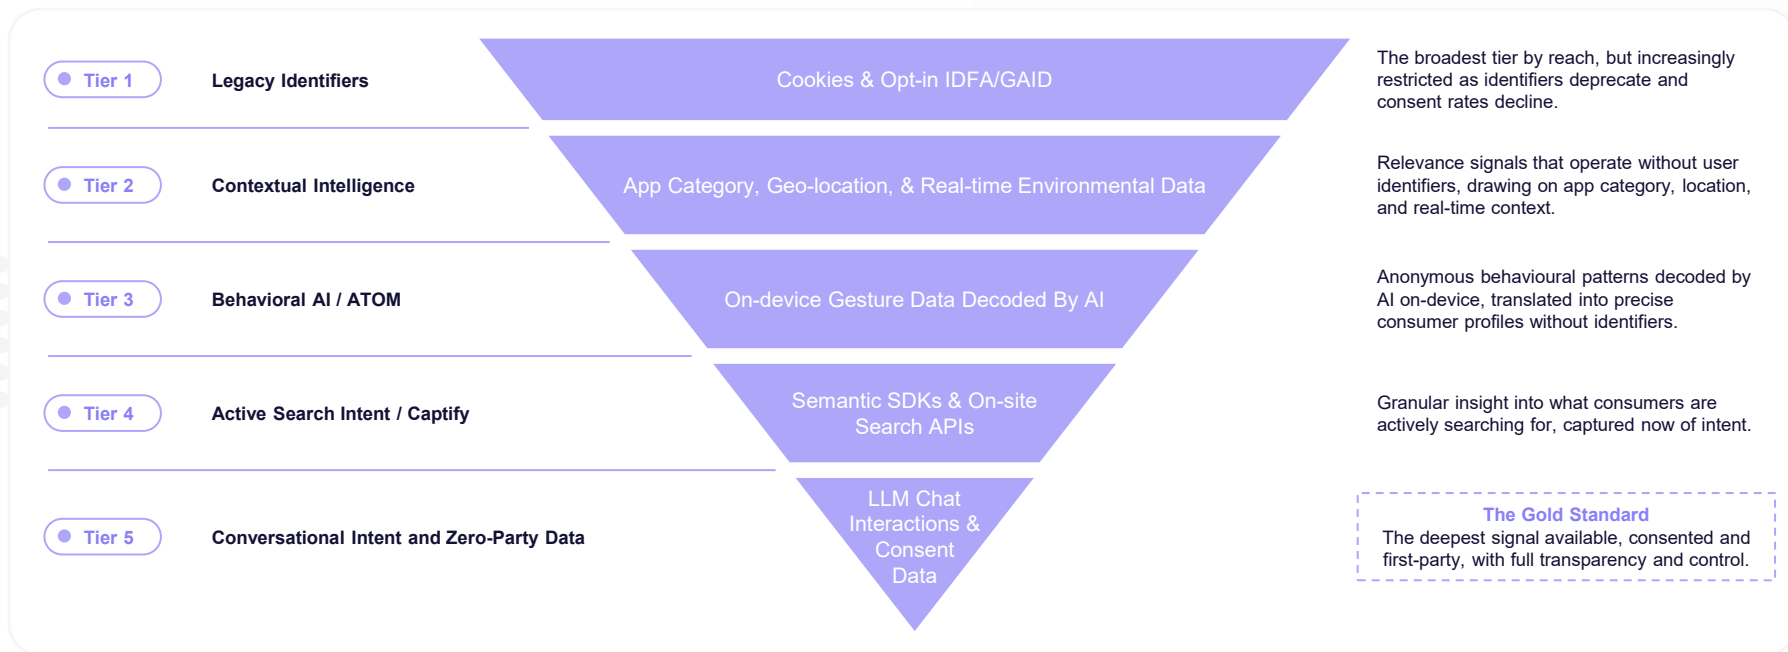 Tier 1
Legacy Identifiers
Cookies & Opt-in IDFA/GAID
The broadest tier by reach, but increasingly
restricted as identifiers deprecate and
consent rates decline.
Tier 2
Contextual Intelligence
App Category, Geo-location, & Real-time Environmental Data
Relevance signals that operate without user
identifiers, drawing on app category, location,
and real-time context.
Tier 3
Behavioral AI / ATOM
On-device Gesture Data Decoded By AI
Anonymous behavioural patterns decoded by
AI on-device, translated into precise
consumer profiles without identifiers.
Tier 4
Active Search Intent / Captify
Semantic SDKs & On-site
Search APIs
Granular insight into what consumers are
actively searching for, captured now of intent.
Tier 5
Conversational Intent and Zero-Party Data
LLM Chat
Interactions &
Consent
Data
The Gold Standard
The deepest signal available, consented and
first-party, with full transparency and control.